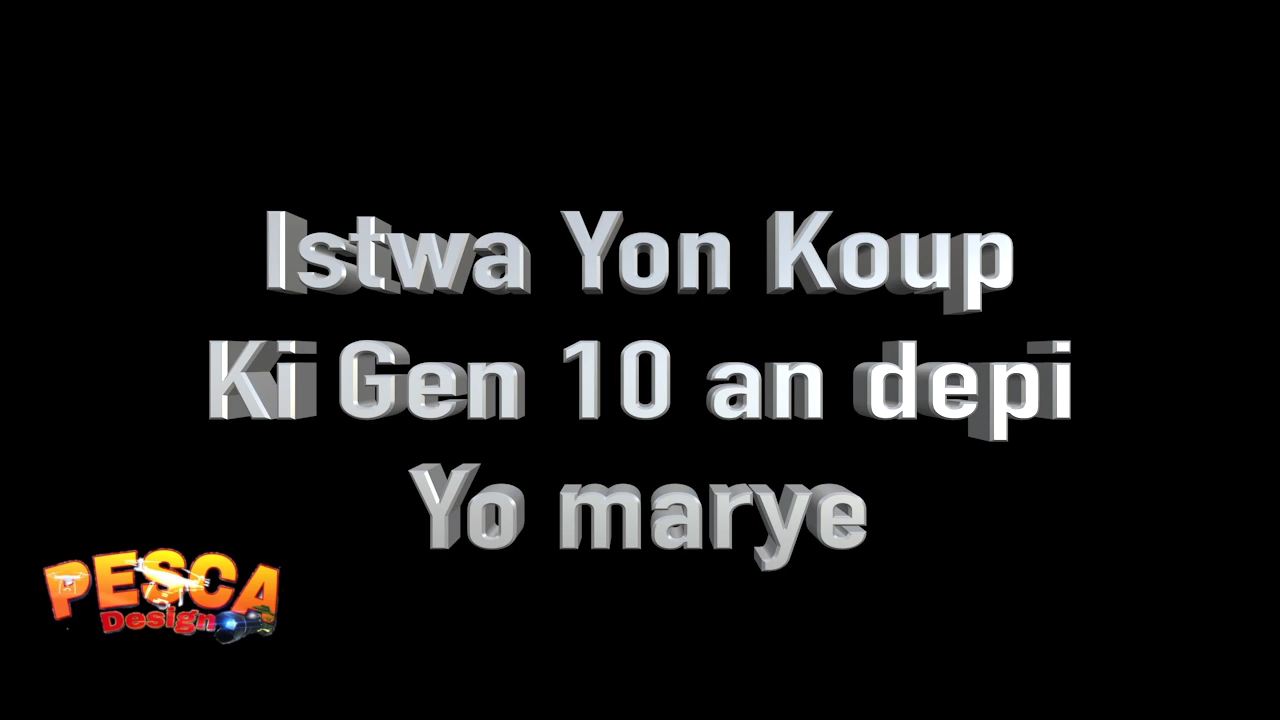 Istwa Yon Koup
Ki Gen 10 an depi
Yo marye
PESCA
Design